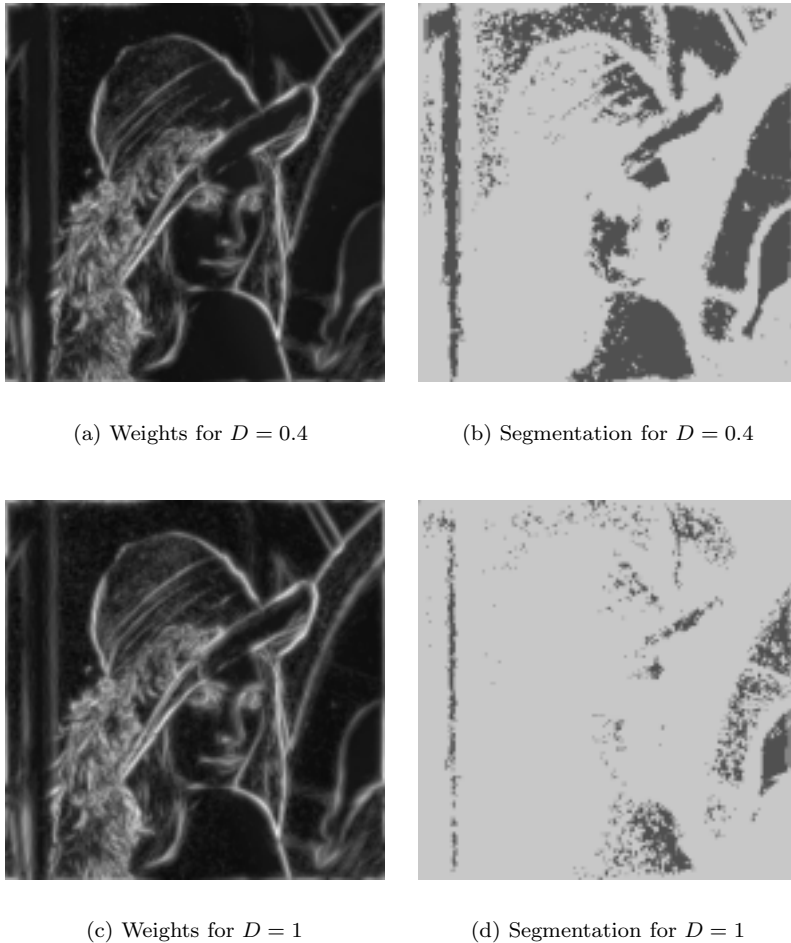 (a) Weights for D = 0.4
(b) Segmentation for D = 0.4
(c) Weights for D = 1
(d) Segmentation for D = 1